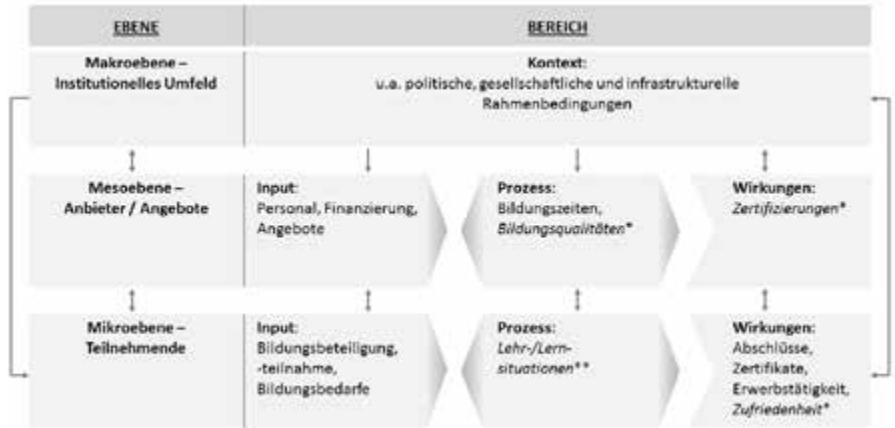 EBENE
BEREICH
Makroebene –
Institutionelles Umfeld
Kontext:
u.a. politische, gesellschaftliche und infrastrukturelle
Rahmenbedingungen
Mesoebene –
Anbieter / Angebote
Input:
Personal, Finanzierung,
Angebote
Prozess:
Bildungszeiten,
Bildungsqualitäten*
Wirkungen:
Zertifizierungen*
Mikroebene –
Teilnehmende
Input:
Bildungsbeteiligung,
-teilnahme,
Bildungsbedarfe
Prozess:
Lehr-/Lern-
situationen**
Wirkungen:
Abschlüsse,
Zertifikate,
Erwerbstätigkeit,
Zufriedenheit*